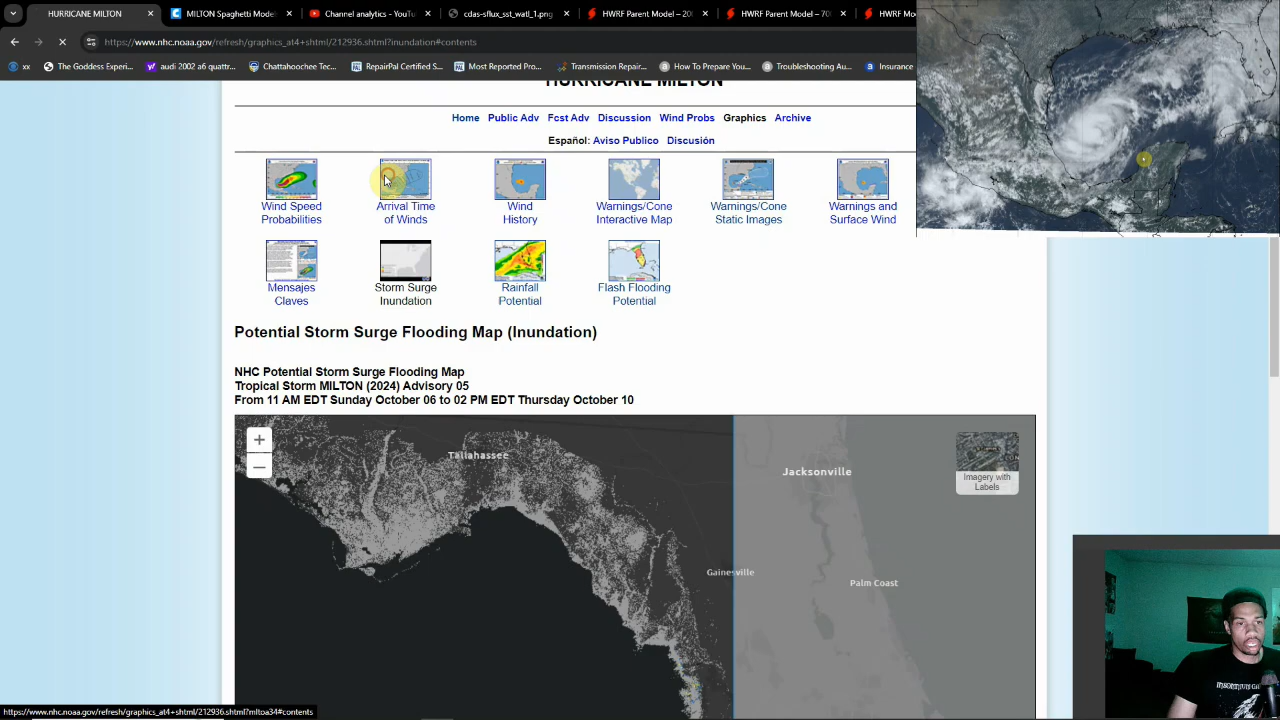 HURRICANE MILTON
MILTON Spaghetti Mode
Channel analytics - YouTu
cdas-sflux_sst_watl_1.png
HWRF Parent Model – 20
HWRF Parent Model – 70
HWRF Mo
https://www.nhc.noaa.gov/refresh/graphics_at4+shtml/212936.shtml?inundation#contents
xx
The Goddess Experi...
audi 2002 a6 quattr...
Chattahoochee Tec...
RepairPal Certified S...
Most Reported Pro...
Transmission Repair...
How To Prepare You...
Troubleshooting Au...
Insurance
HURRICANE MILTON
Home Public Adv Fcst Adv Discussion Wind Probs Graphics Archive
Español: Aviso Publico Discusión
Wind Speed
Probabilities
Arrival Time
of Winds
Wind
History
Warnings/Cone
Interactive Map
Warnings/Cone
Static Images
Warnings and
Surface Wind
Mensajes
Claves
Storm Surge
Inundation
Rainfall
Potential
Flash Flooding
Potential
Potential Storm Surge Flooding Map (Inundation)
NHC Potential Storm Surge Flooding Map
Tropical Storm MILTON (2024) Advisory 05
From 11 AM EDT Sunday October 06 to 02 PM EDT Thursday October 10
+
−
Tallahassee
Jacksonville
Imagery with
Labels
Gainesville
Palm Coast
https://www.nhc.noaa.gov/refresh/graphics_at4+shtml/212936.shtml?mltoa34#contents